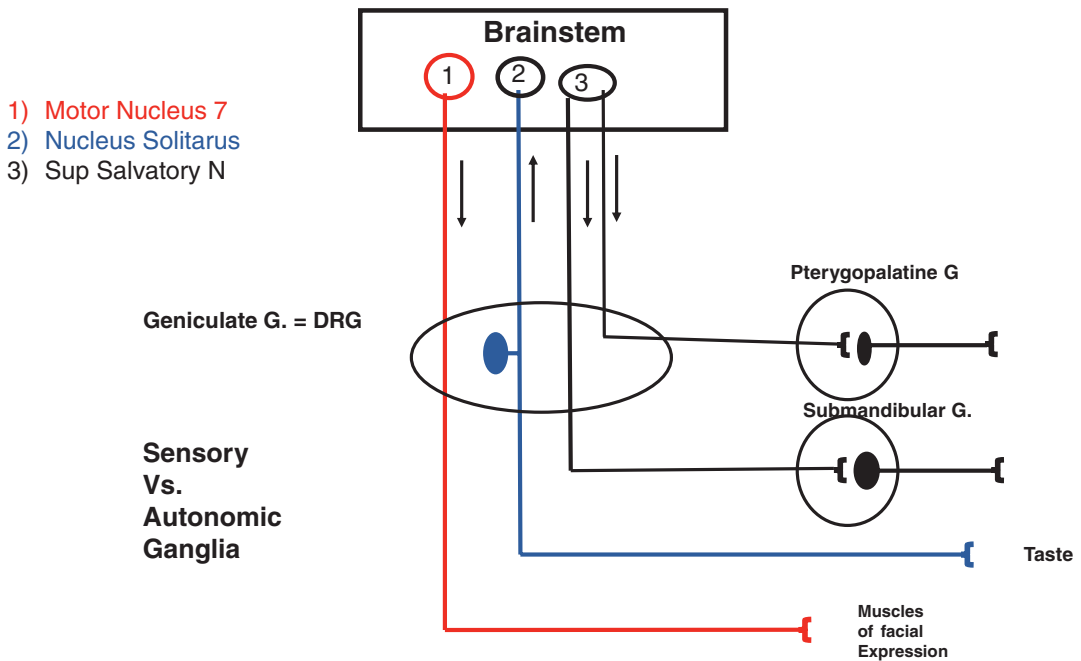 Brainstem
1
2
3
1) Motor Nucleus 7
2) Nucleus Solitarus
3) Sup Salvatory N
Pterygopalatine G
Geniculate G. = DRG
Submandibular G.
Sensory
Vs.
Autonomic
Ganglia
Taste
Muscles
of facial
Expression